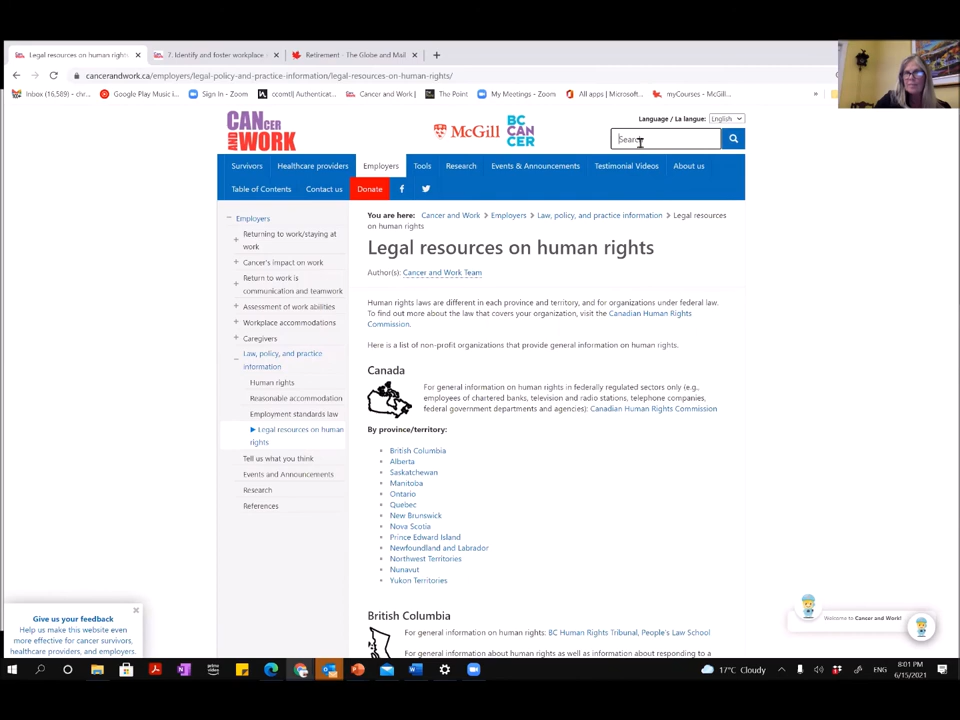 Legal resources on human rights
7. Identify and foster workplace
Retirement - The Globe and Mail
cancerandwork.ca/employers/legal-policy-and-practice-information/legal-resources-on-human-rights/
Inbox (16,589) - chr...
Google Play Music i...
Sign In - Zoom
ccomtl| Authenticat...
Cancer and Work |
The Point
My Meetings - Zoom
All apps | Microsoft...
myCourses - McGill...
»
CANcer
AND WORK
McGill
BC
CAN
CER
Language / La langue: English
Search
Survivors Healthcare providers Employers Tools Research Events & Announcements Testimonial Videos About us
Table of Contents Contact us Donate
Employers
Returning to work/staying at
work
Cancer's impact on work
Return to work is
communication and teamwork
Assessment of work abilities
Workplace accommodations
Caregivers
Law, policy, and practice
information
Human rights
Reasonable accommodation
Employment standards law
Legal resources on human
rights
Tell us what you think
Events and Announcements
Research
References
You are here: Cancer and Work > Employers > Law, policy, and practice information > Legal resources
on human rights
Legal resources on human rights
Author(s): Cancer and Work Team
Human rights laws are different in each province and territory, and for organizations under federal law.
To find out more about the law that covers your organization, visit the Canadian Human Rights
Commission.
Here is a list of non-profit organizations that provide general information on human rights.
Canada
For general information on human rights in federally regulated sectors only (e.g.,
employees of chartered banks, television and radio stations, telephone companies,
federal government departments and agencies): Canadian Human Rights Commission
By province/territory:
British Columbia
Alberta
Saskatchewan
Manitoba
Ontario
Quebec
New Brunswick
Nova Scotia
Prince Edward Island
Newfoundland and Labrador
Northwest Territories
Nunavut
Yukon Territories
British Columbia
For general information on human rights: BC Human Rights Tribunal, People's Law School
For general information about human rights as well as information about responding to a
Give us your feedback
Help us make this website even
more effective for cancer survivors,
healthcare providers, and employers.
Welcome to Cancer and Work!
17°C Cloudy
ENG
8:01 PM
6/15/2021